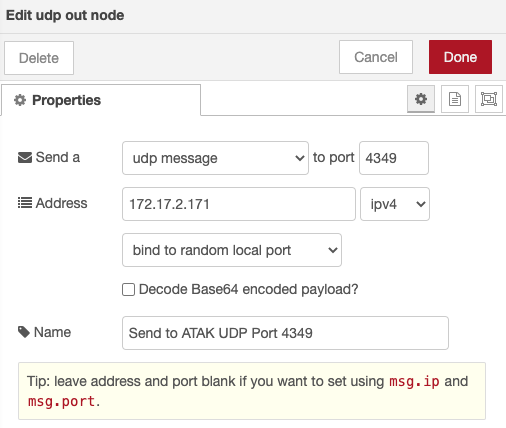 Edit udp out node
Delete
Cancel
Done
Properties
Send a
udp message
to port
4349
Address
172.17.2.171
ipv4
bind to random local port
Decode Base64 encoded payload?
Name
Send to ATAK UDP Port 4349
Tip: leave address and port blank if you want to set using msg.ip and
msg.port.